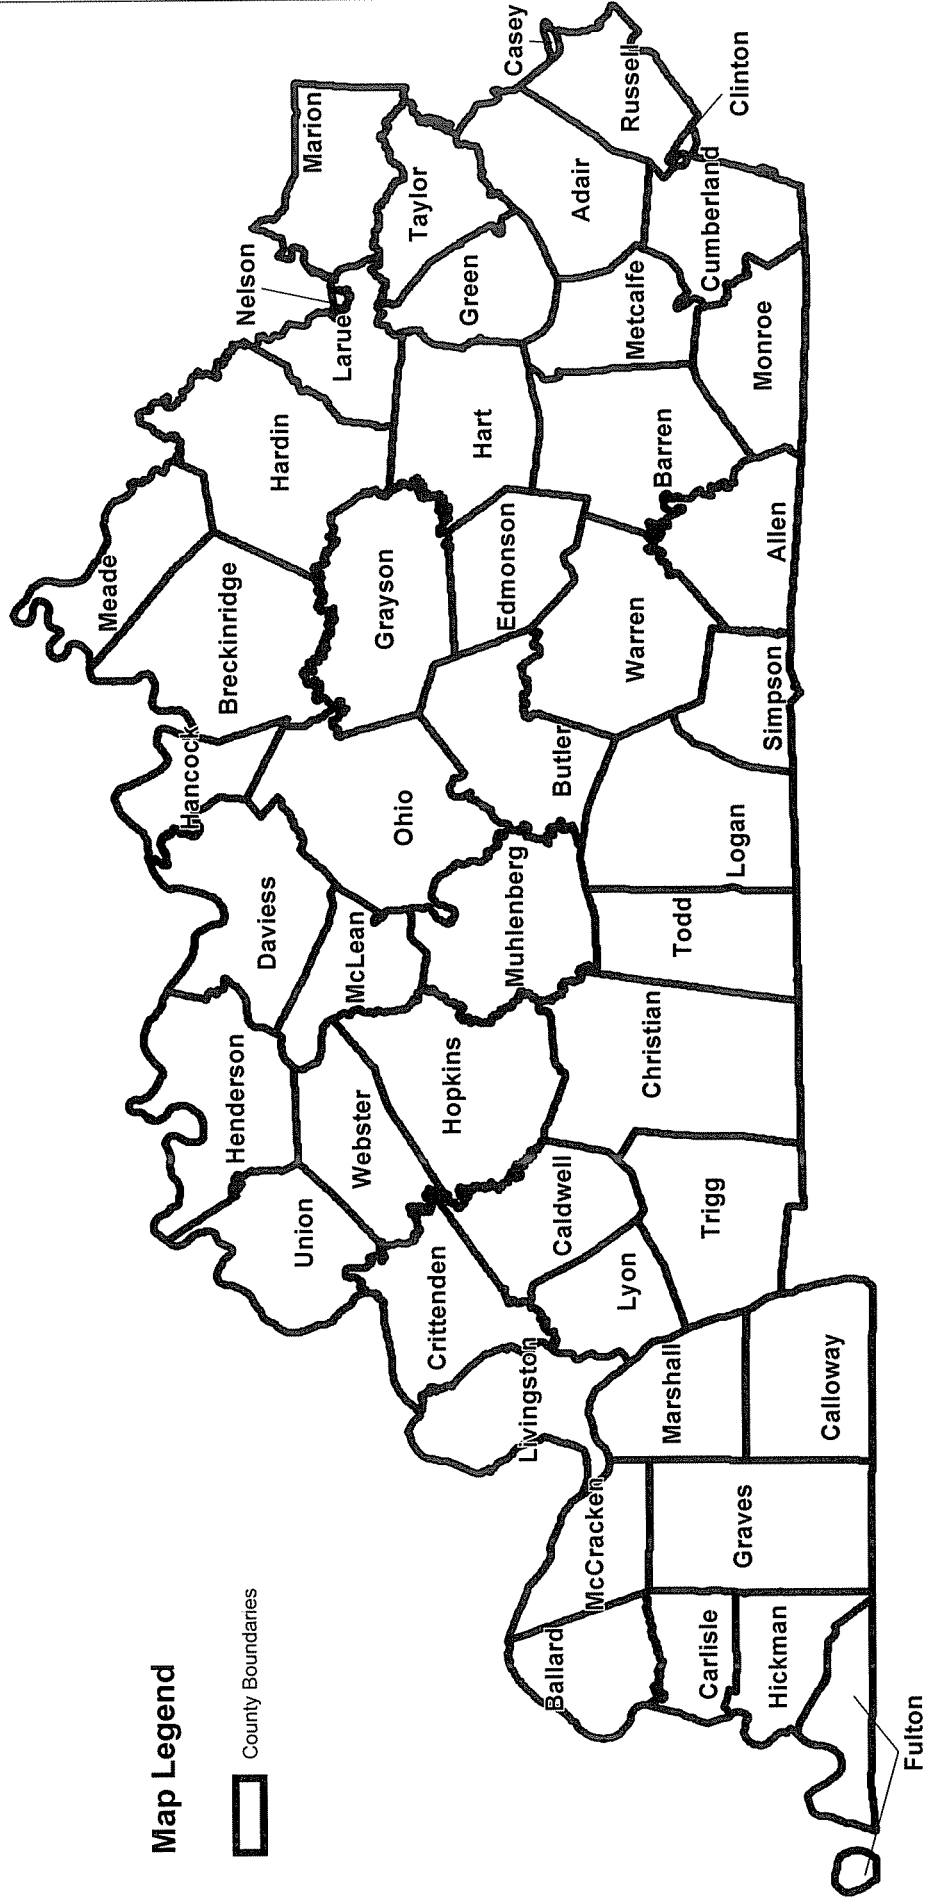 Map Legend
County Boundaries
Casey
Russell
Clinton
Marion
Taylor
Adair
Cumberland
Nelson
Larue
Green
Metcalfe
Monroe
Hardin
Hart
Barren
Meade
Breckinridge
Grayson
Edmonson
Allen
Warren
Simpson
Hancock
Butler
Ohio
Logan
Daviess
McLean
Muhlenberg
Todd
Henderson
Webster
Hopkins
Christian
Union
Caldwell
Trigg
Crittenden
Lyon
Livingston
Marshall
Calloway
McCracken
Graves
Ballard
Carlisle
Hickman
Fulton